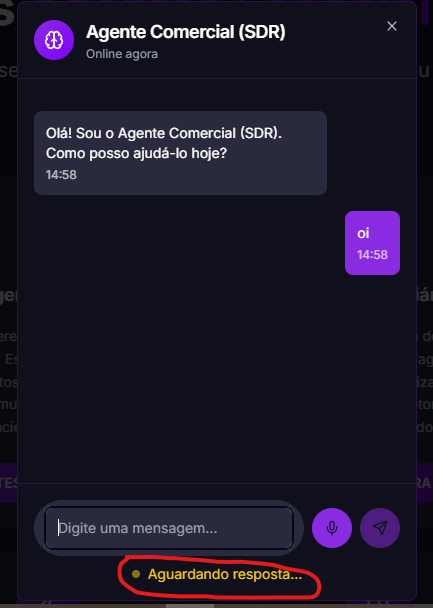 Agente Comercial (SDR)
Online agora
Olá! Sou o Agente Comercial (SDR).
Como posso ajudá-lo hoje?
14:58
oi
14:58
Digite uma mensagem...
Aguardando resposta...